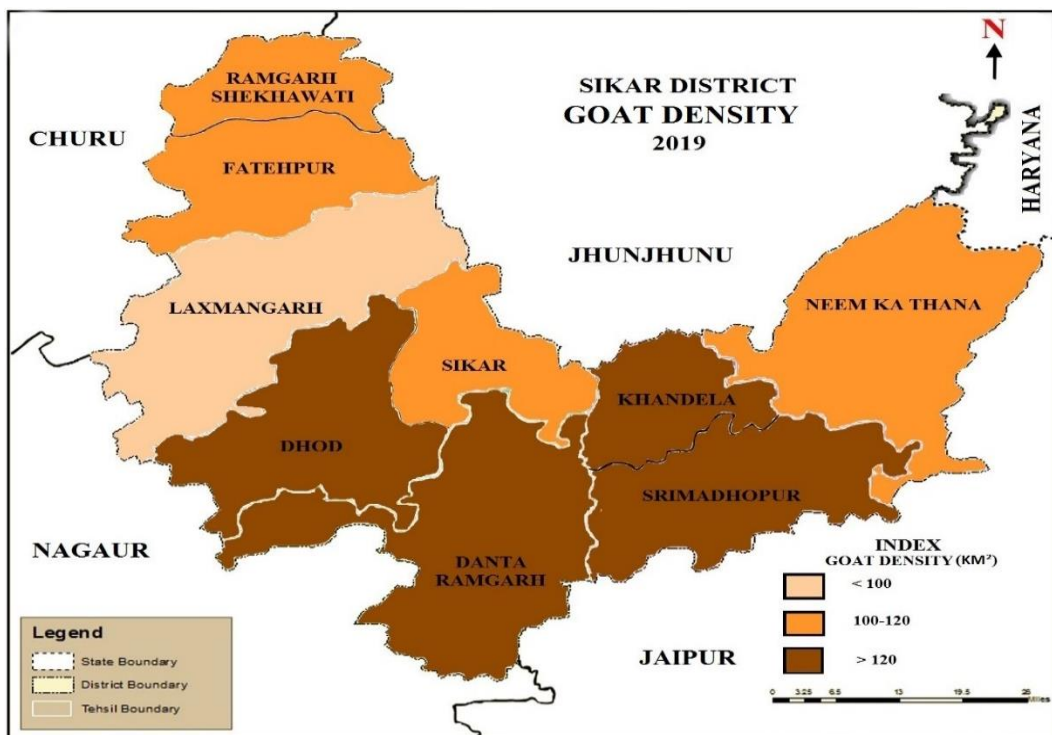 SIKAR DISTRICT
GOAT DENSITY
2019
N
HARYANA
CHURU
RAMGARH
SHEKHAWATI
FATEHPUR
JHUNJHUNU
LAXMANGARH
NEEM KA THANA
SIKAR
KHANDELA
DHOD
SRIMADHOPUR
NAGAUR
DANTA
RAMGARH
JAIPUR
INDEX
GOAT DENSITY (KM²)
< 100
100-120
> 120
Legend
State Boundary
District Boundary
Tehsil Boundary
0 3.25 6.5 13 19.5 26
Miles